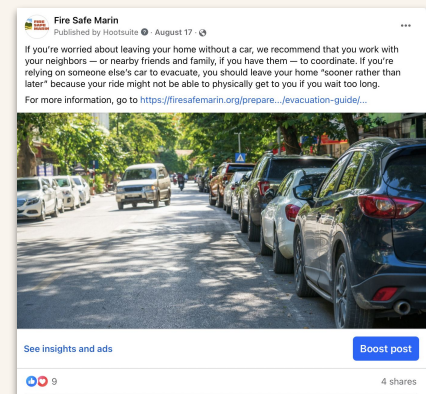 FIRE
SAFE
MARIN
Fire Safe Marin
Published by Hootsuite · August 17 ·
If you're worried about leaving your home without a car, we recommend that you work with
your neighbors — or nearby friends and family, if you have them — to coordinate. If you're
relying on someone else's car to evacuate, you should leave your home “sooner rather than
later” because your ride might not be able to physically get to you if you wait too long.
For more information, go to https://firesafemarin.org/prepare.../evacuation-guide/...
See insights and ads
Boost post
9
4 shares